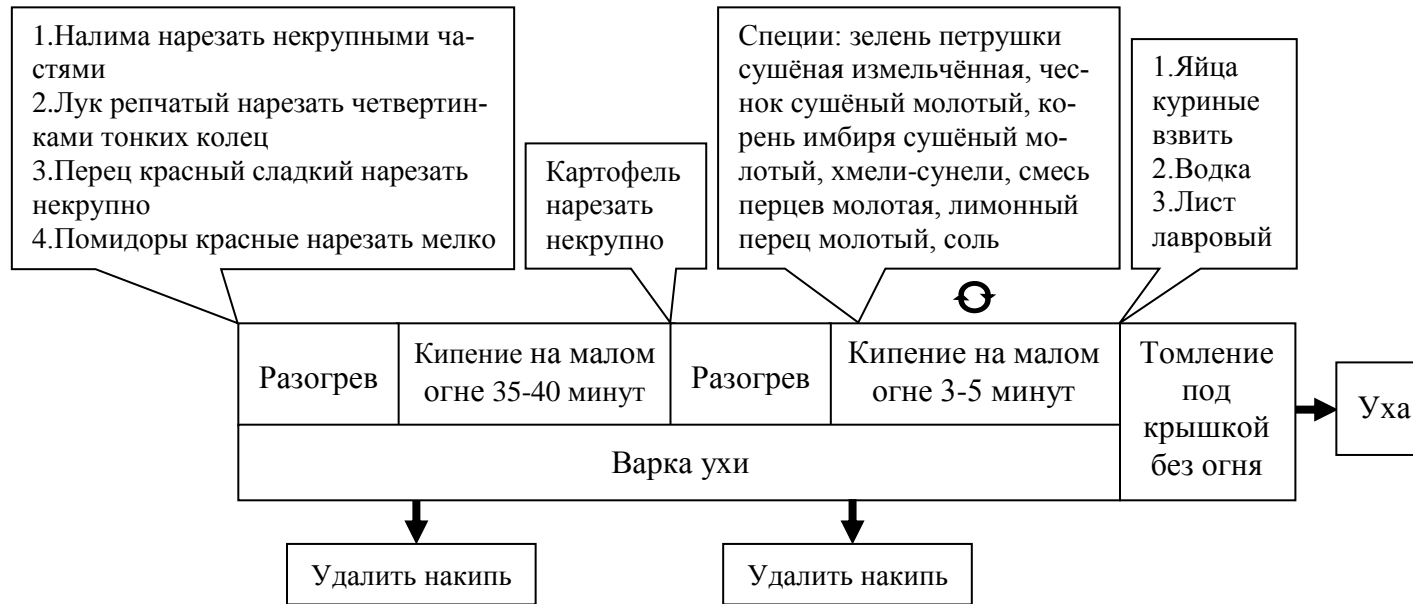 1.Налима нарезать некрупными ча-
стями
2.Лук репчатый нарезать четвертин-
ками тонких колец
3.Перец красный сладкий нарезать
некрупно
4.Помидоры красные нарезать мелко
Картофель
нарезать
некрупно
Специи: зелень петрушки
сушёная измельчённая, чес-
нок сушёный молотый, ко-
рень имбиря сушёный мо-
лотый, хмели-сунели, смесь
перцев молотая, лимонный
перец молотый, соль
1.Яйца
куриные
взвить
2.Водка
3.Лист
лавровый
Разогрев
Кипение на малом
огне 35-40 минут
Разогрев
Кипение на малом
огне 3-5 минут
Томление
под
крышкой
без огня
Уха
Варка ухи
Удалить накипь
Удалить накипь